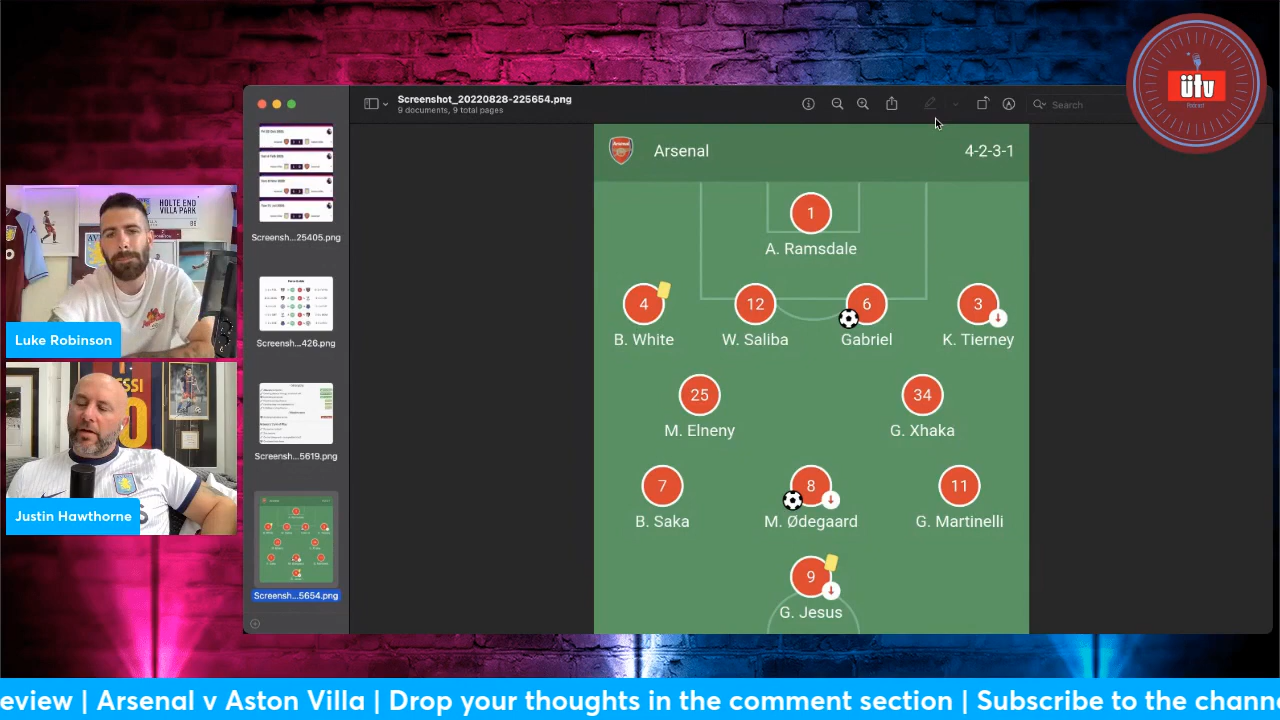 Screenshot_20220828-225654.png
9 documents, 9 total pages
Search
ütv
Podcast
Screensh...25405.png
Screensh...426.png
Screensh...5619.png
Screensh...5654.png
HOLTE END
VILLA PARK
Luke Robinson
Justin Hawthorne
Arsenal
4-2-3-1
1
A. Ramsdale
4
12
6
3
B. White
W. Saliba
Gabriel
K. Tierney
25
34
M. Elneny
G. Xhaka
7
8
11
B. Saka
M. Ødegaard
G. Martinelli
9
G. Jesus
eview | Arsenal v Aston Villa | Drop your thoughts in the comment section | Subscribe to the chann